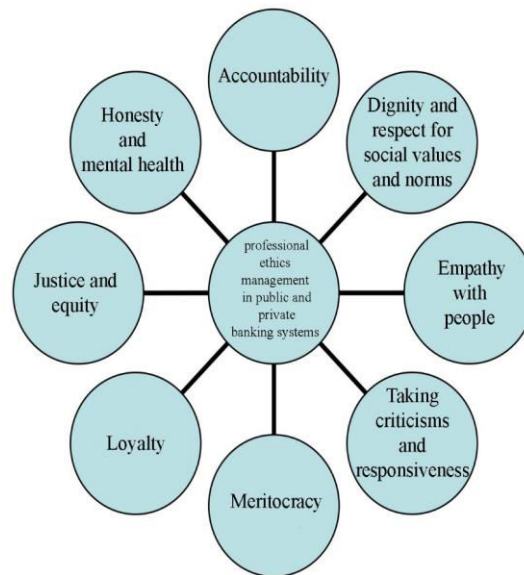 Accountability
Dignity and
respect for
social values
and norms
Empathy
with
people
Taking
criticisms
and
responsiveness
Meritocracy
Loyalty
Justice and
equity
Honesty
and
mental health
professional
ethics
management
in public and
private
banking systems